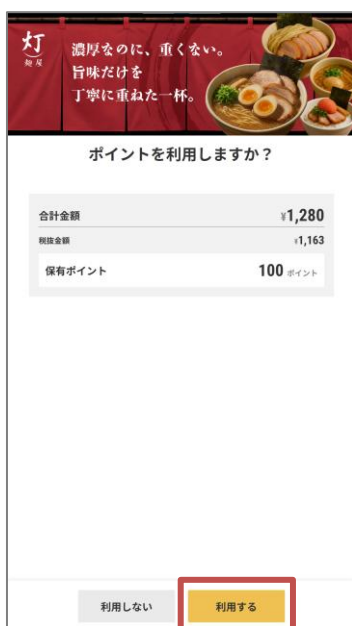 灯
麺屋
濃厚なのに、重くない。
旨味だけを
丁寧に重ねた一杯。
ポイントを利用しますか？
合計金額 ¥1,280
税抜金額 ¥1,163
保有ポイント 100 ポイント
利用しない 利用する